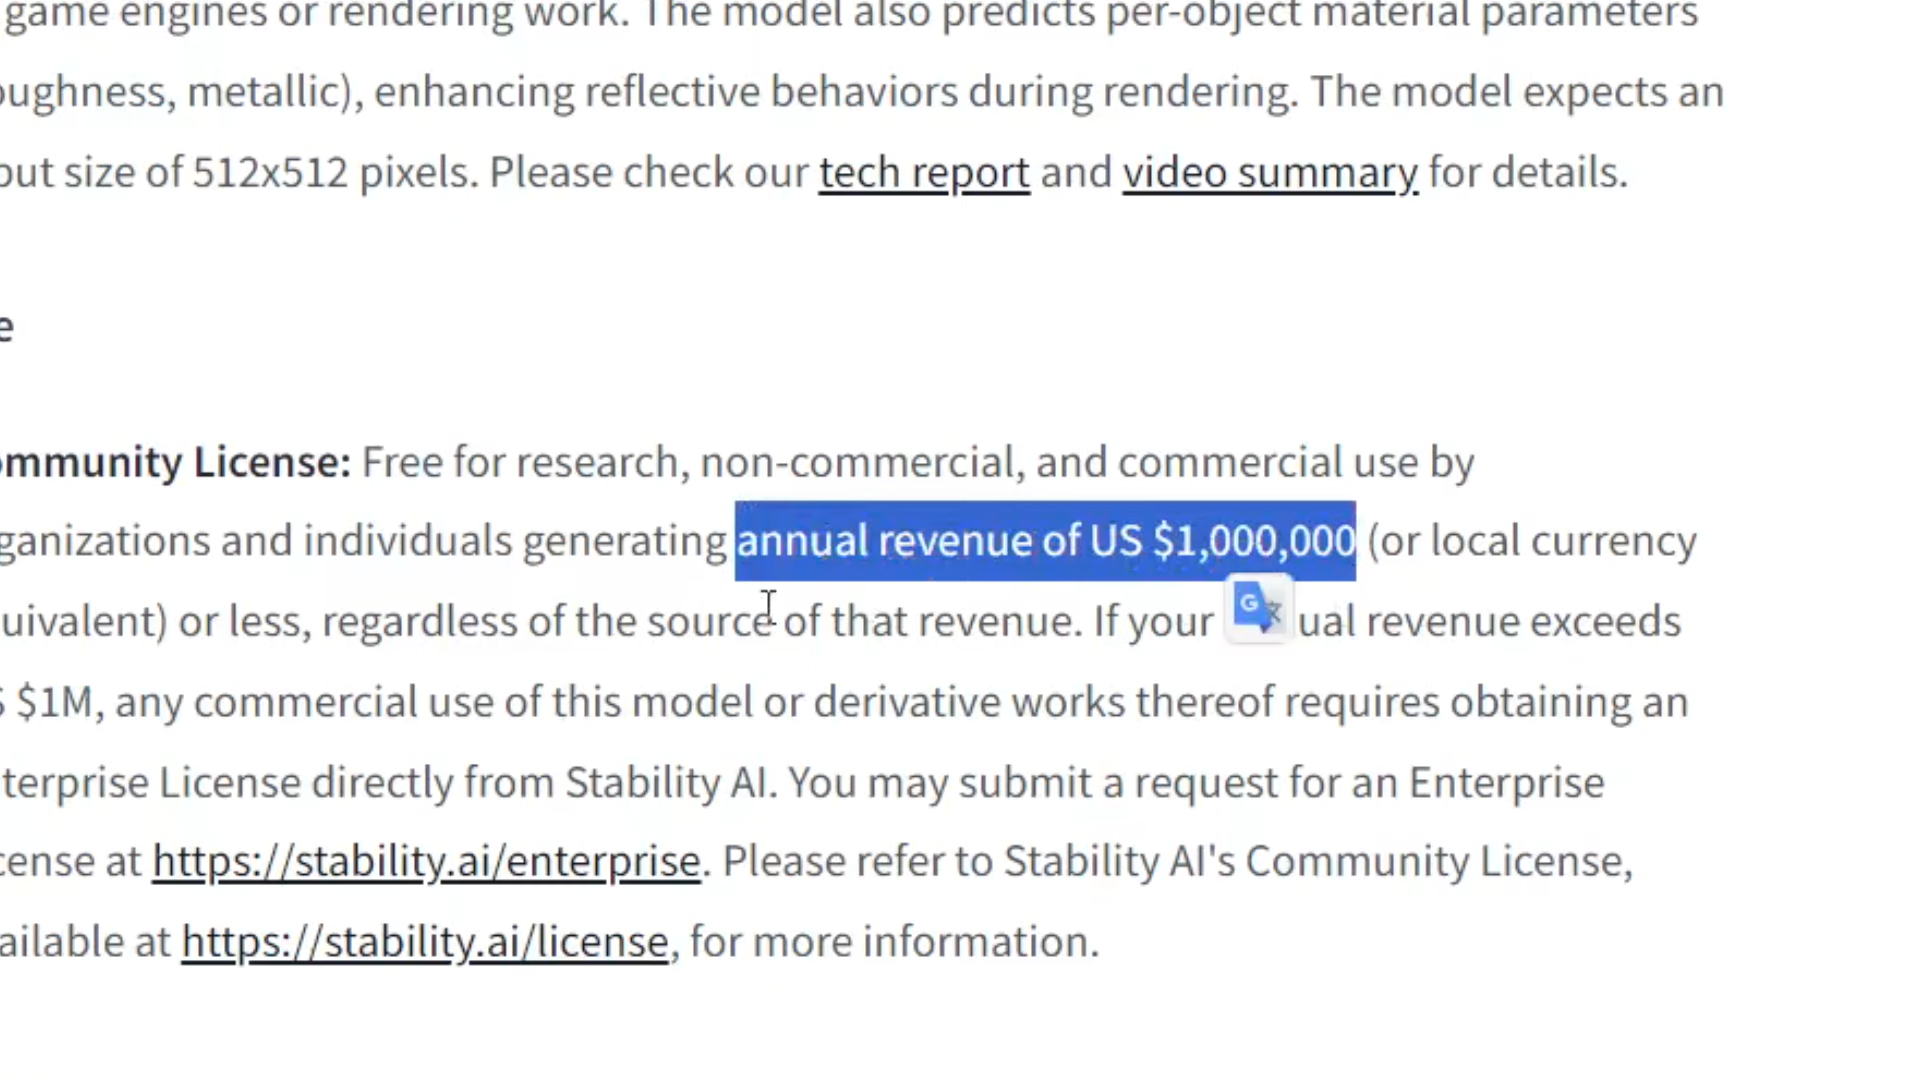 game engines or rendering work. The model also predicts per-object material parameters
oughness, metallic), enhancing reflective behaviors during rendering. The model expects an
out size of 512x512 pixels. Please check our tech report and video summary for details.
e
ommunity License: Free for research, non-commercial, and commercial use by
ganizations and individuals generating annual revenue of US $1,000,000 (or local currency
uivalent) or less, regardless of the source of that revenue. If your ual revenue exceeds
$1M, any commercial use of this model or derivative works thereof requires obtaining an
terprise License directly from Stability AI. You may submit a request for an Enterprise
cense at https://stability.ai/enterprise. Please refer to Stability AI's Community License,
ailable at https://stability.ai/license, for more information.